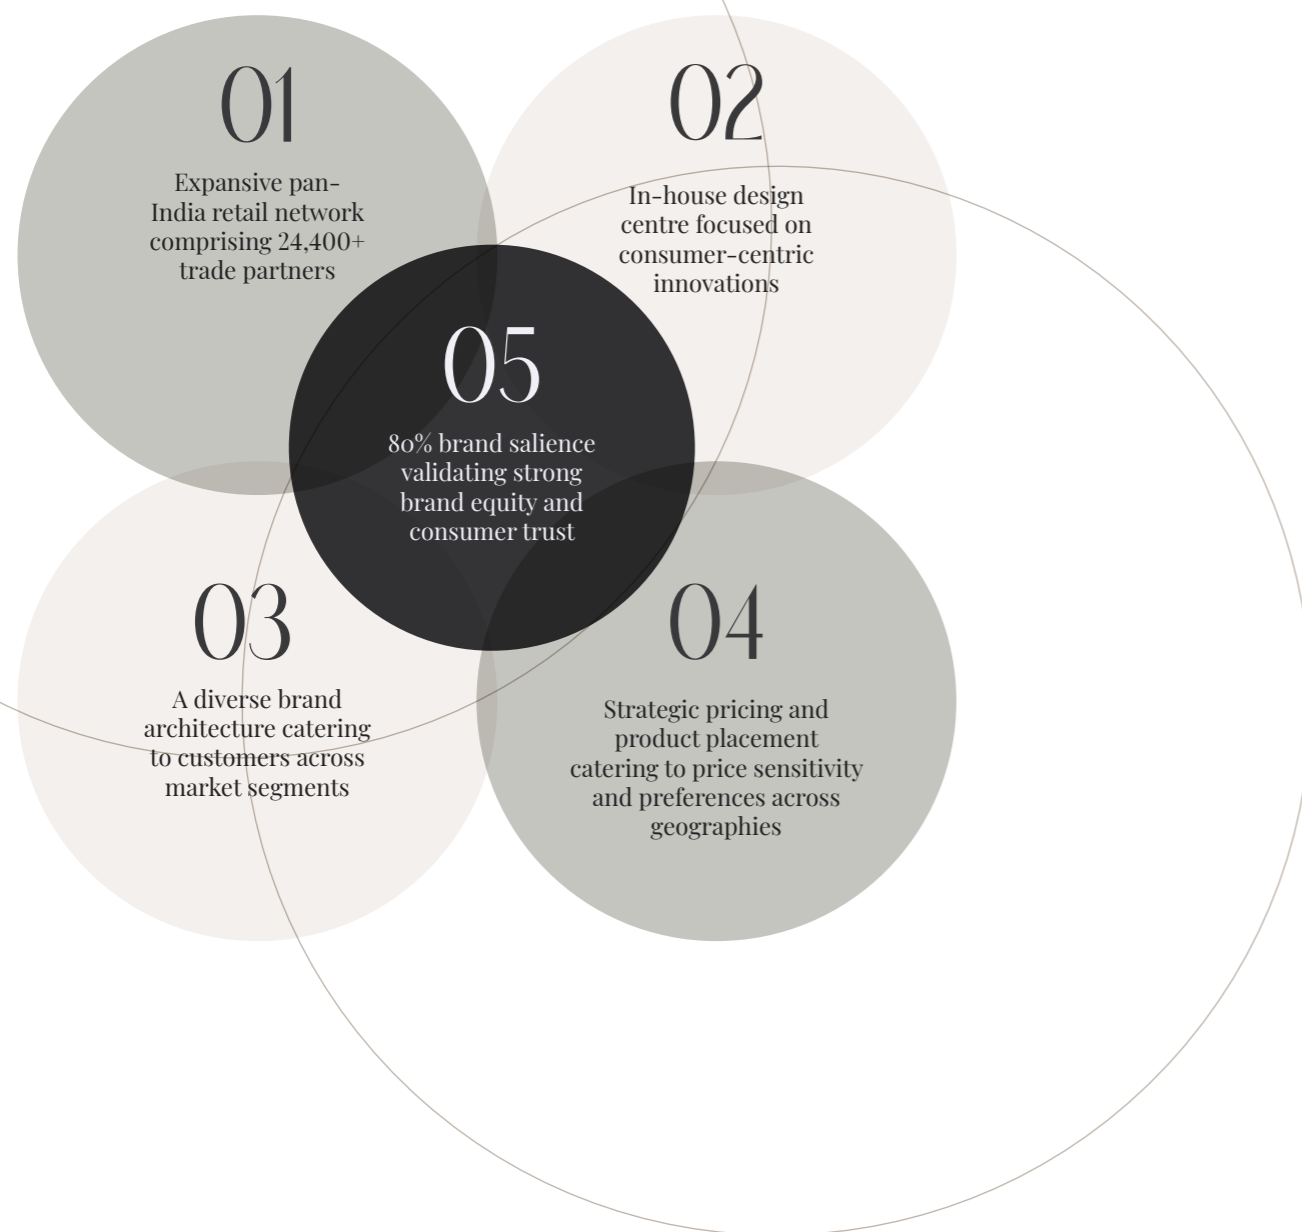 01
Expansive pan-
India retail network
comprising 24,400+
trade partners
02
In-house design
centre focused on
consumer-centric
innovations
05
80% brand salience
validating strong
brand equity and
consumer trust
03
A diverse brand
architecture catering
to customers across
market segments
04
Strategic pricing and
product placement
catering to price sensitivity
and preferences across
geographies